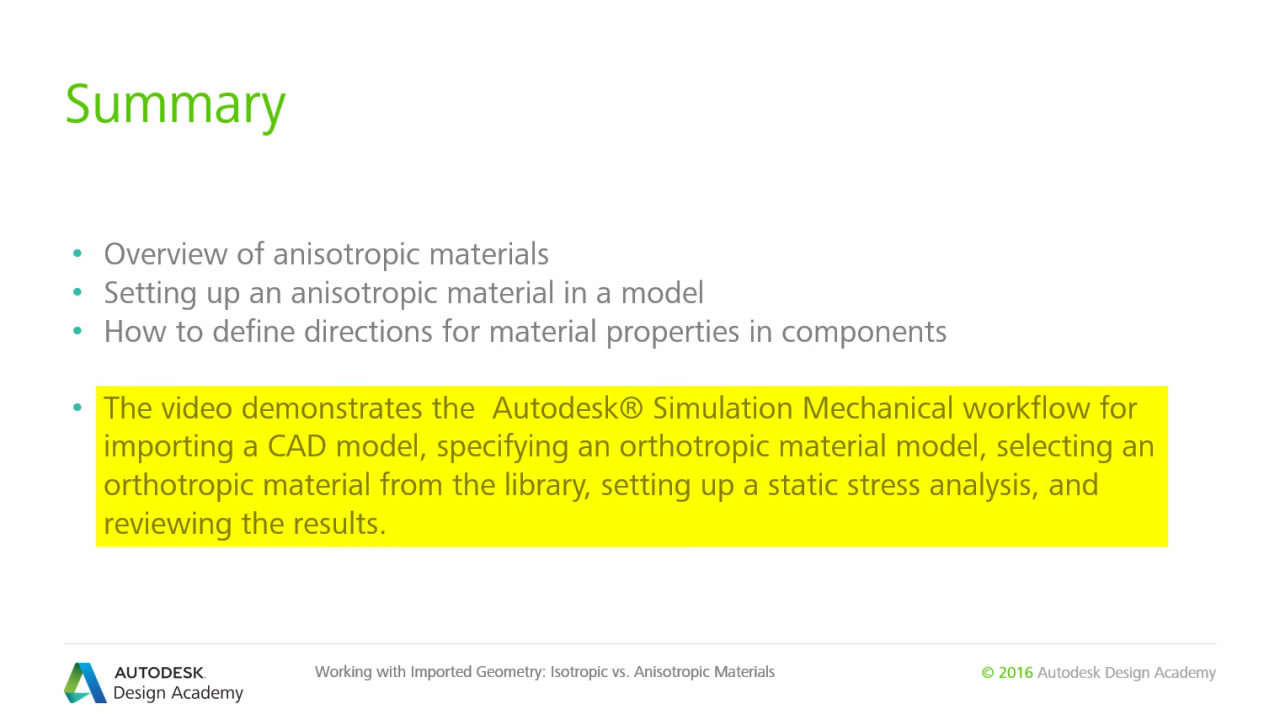 Summary
• Overview of anisotropic materials
• Setting up an anisotropic material in a model
• How to define directions for material properties in components
• The video demonstrates the  Autodesk® Simulation Mechanical workflow for
importing a CAD model, specifying an orthotropic material model, selecting an
orthotropic material from the library, setting up a static stress analysis, and
reviewing the results.
AUTODESK.
Design Academy
Working with Imported Geometry: Isotropic vs. Anisotropic Materials
© 2016 Autodesk Design Academy